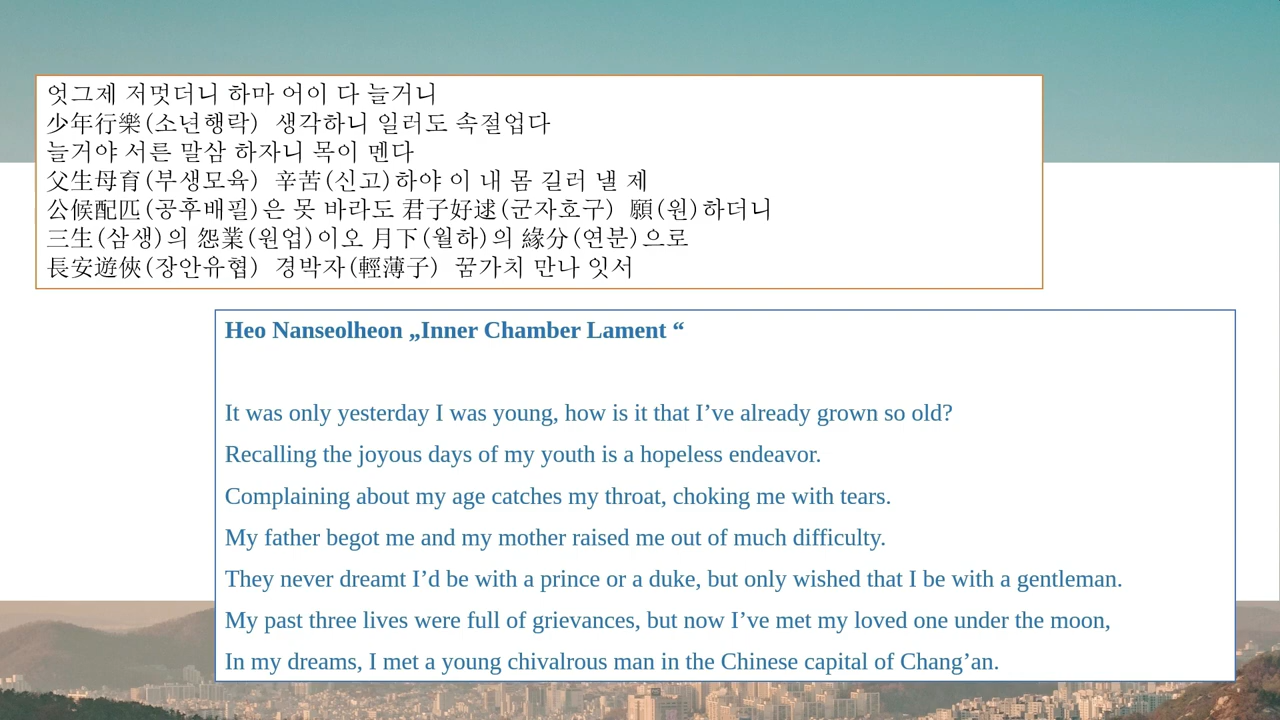 엇그제 저멋더니 하마 어이 다 늘거니
少年行樂(소년행락) 생각하니 일러도 속절업다
늘거야 서른 말삼 하자니 목이 멘다
父生母育(부생모육) 辛苦(신고)하야 이 내 몸 길러 낼 제
公候配匹(공후배필)은 못 바라도 君子好逑(군자호구) 願(원)하더니
三生(삼생)의 怨業(원업)이오 月下(월하)의 緣分(연분)으로
長安遊俠(장안유협) 경박자(輕薄子) 꿈가치 만나 잇서
Heo Nanseolheon „Inner Chamber Lament “
It was only yesterday I was young, how is it that I’ve already grown so old?
Recalling the joyous days of my youth is a hopeless endeavor.
Complaining about my age catches my throat, choking me with tears.
My father begot me and my mother raised me out of much difficulty.
They never dreamt I’d be with a prince or a duke, but only wished that I be with a gentleman.
My past three lives were full of grievances, but now I’ve met my loved one under the moon,
In my dreams, I met a young chivalrous man in the Chinese capital of Chang’an.